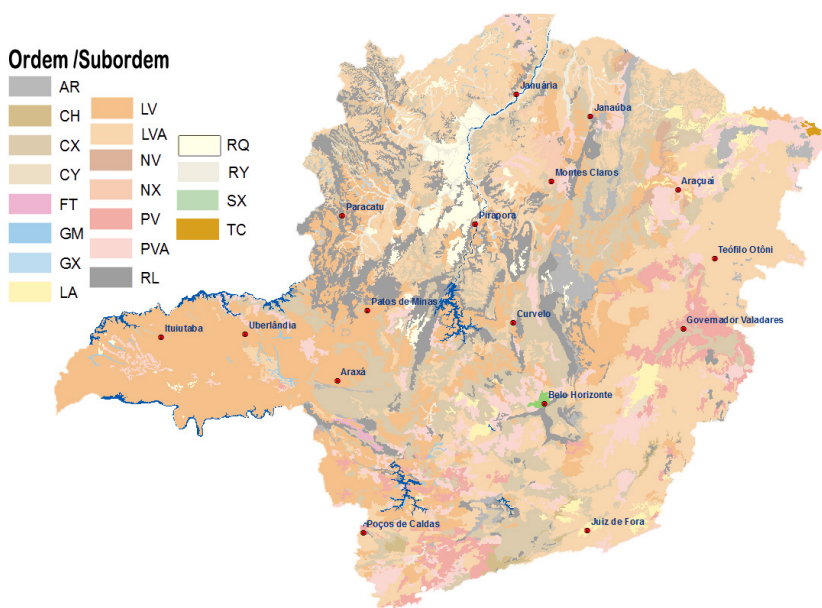 Ordem /Subordem
AR
CH
CX
CY
FT
GM
GX
LA
LV
LVA
NV
NX
PV
PVA
RL
RQ
RY
SX
TC
Januária
Janaúba
Montes Claros
Araçuai
Paracatu
Pirapora
Teófilo Otôni
Patos de Minas
Curvelo
Governador Valadares
Ituiutaba
Uberlândia
Araxá
Belo Horizonte
Poços de Caldas
Juiz de Fora